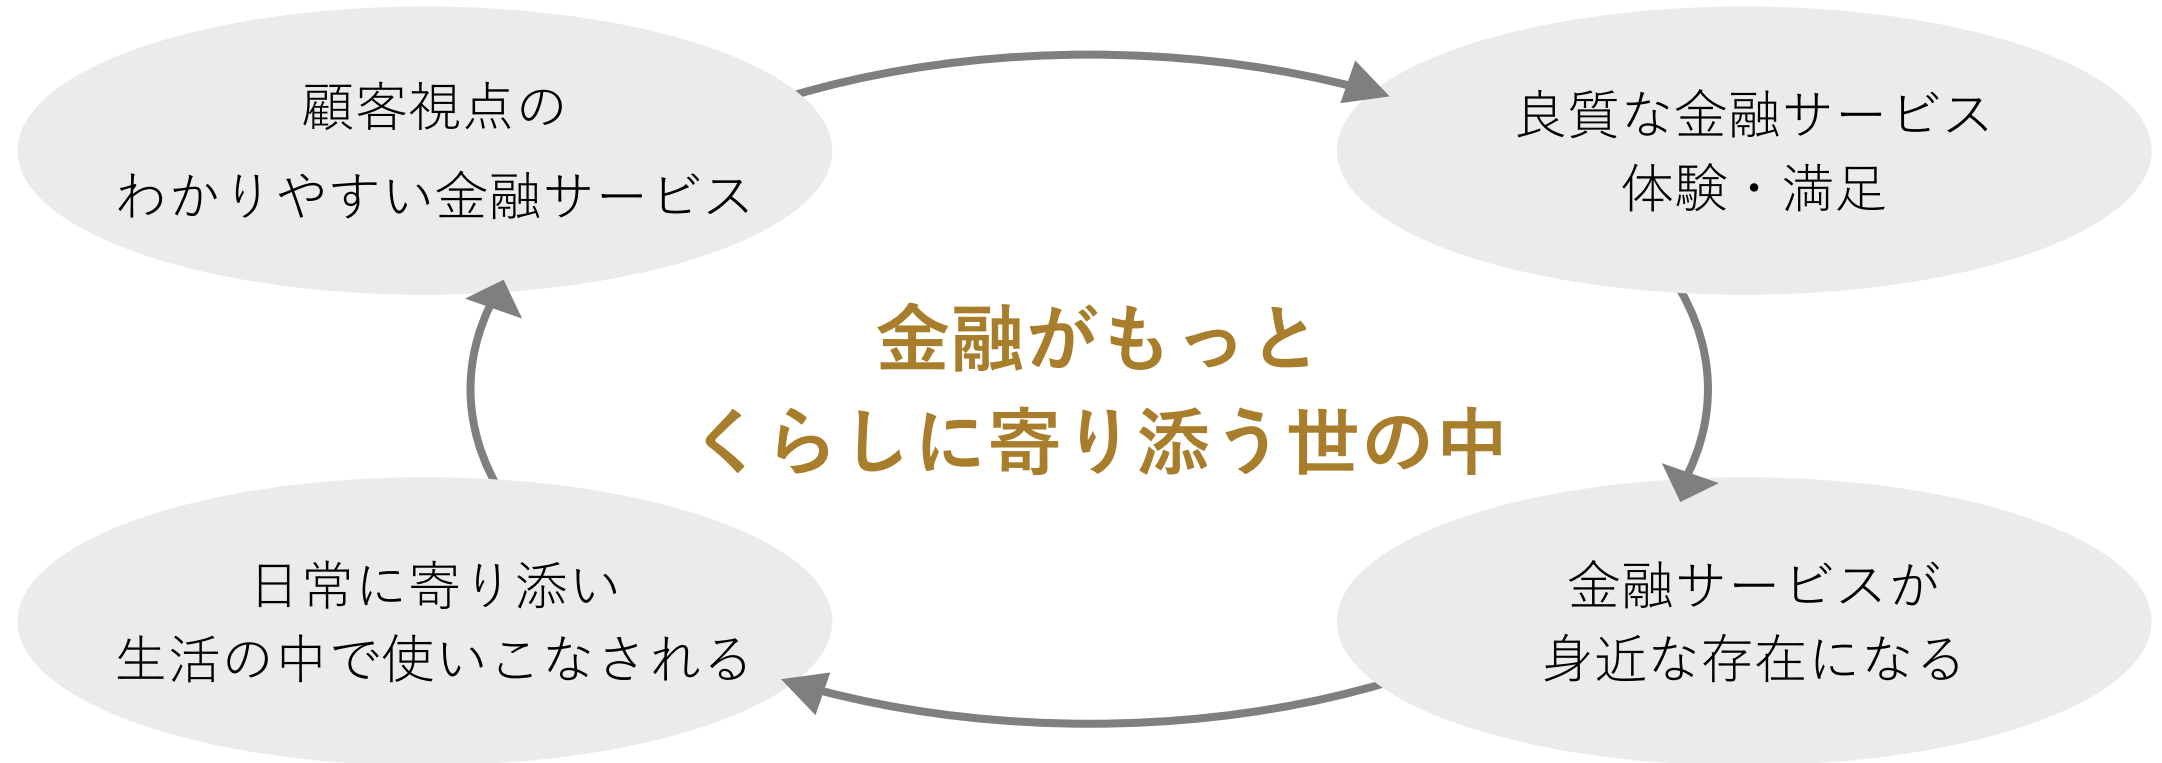 顧客視点の
わかりやすい金融サービス
良質な金融サービス
体験・満足
金融がもっと
くらしに寄り添う世の中
日常に寄り添い
生活の中で使いこなされる
金融サービスが
身近な存在になる